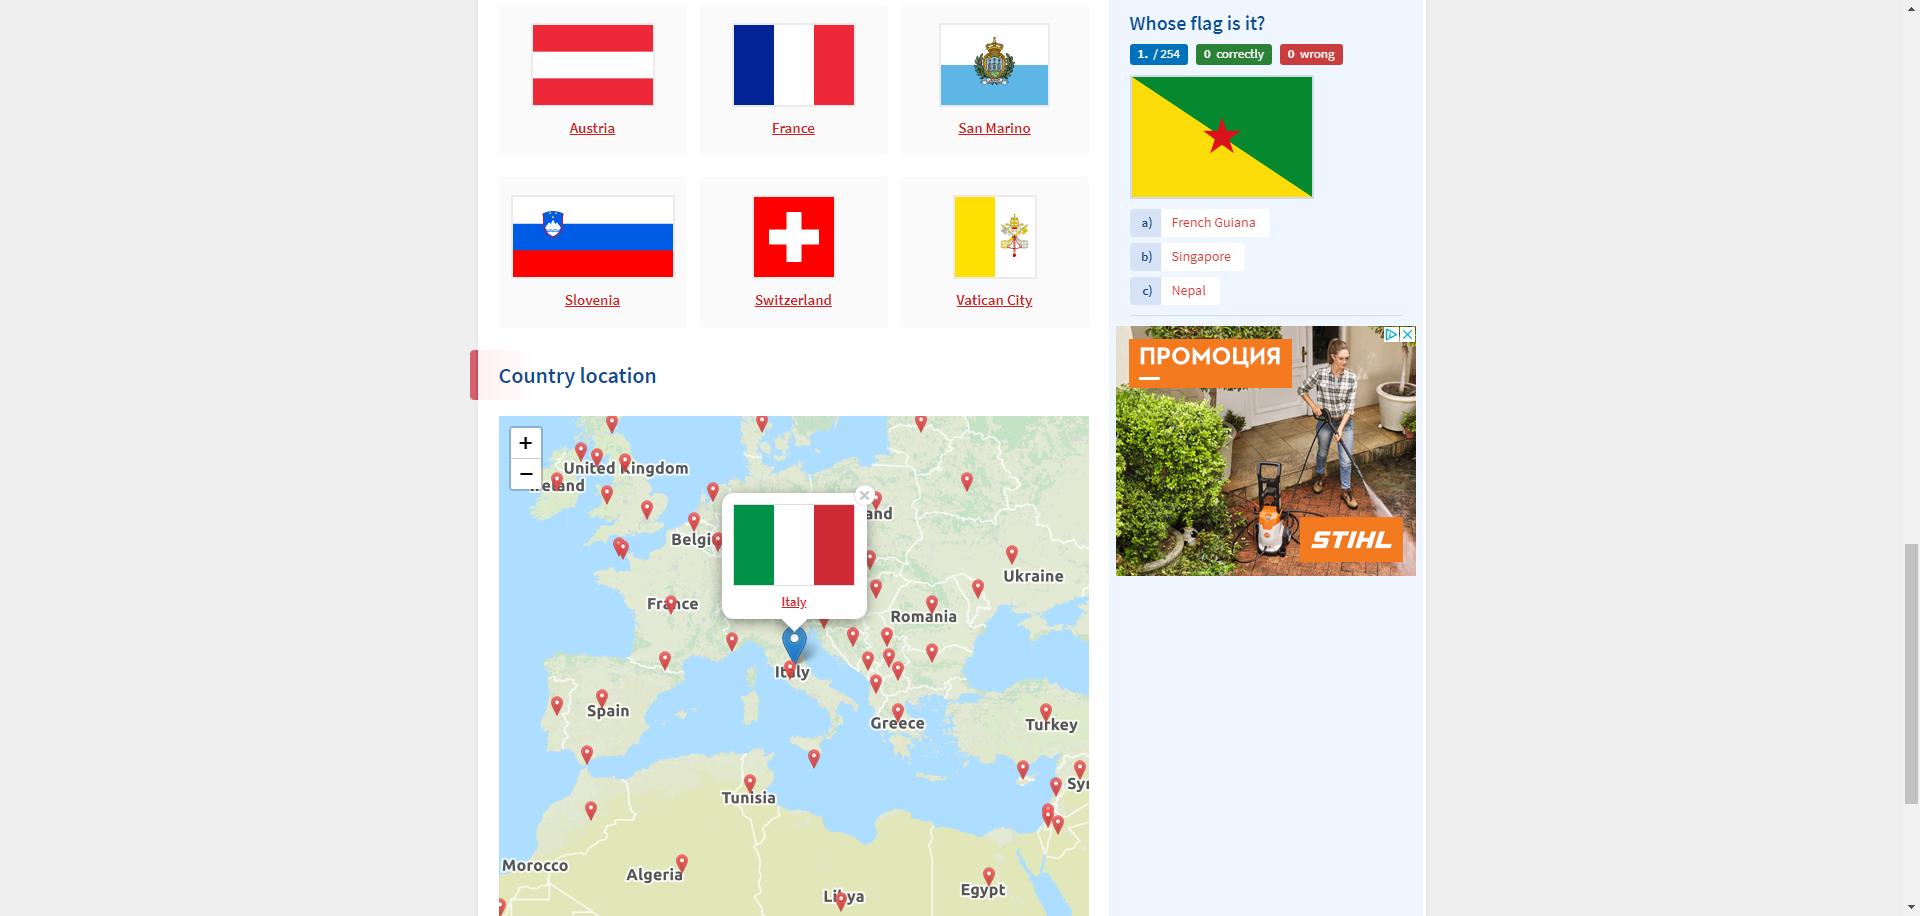 Austria
France
San Marino
Slovenia
Switzerland
Vatican City
Country location
+
−
United Kingdom
Ireland
Belgi
and
Ukraine
France
Italy
Romania
Italy
Spain
Greece
Turkey
Tunisia
Syr
Morocco
Algeria
Libya
Egypt
Whose flag is it?
1. / 254
0 correctly
0 wrong
a) French Guiana
b) Singapore
c) Nepal
ПРОМОЦИЯ
STIHL